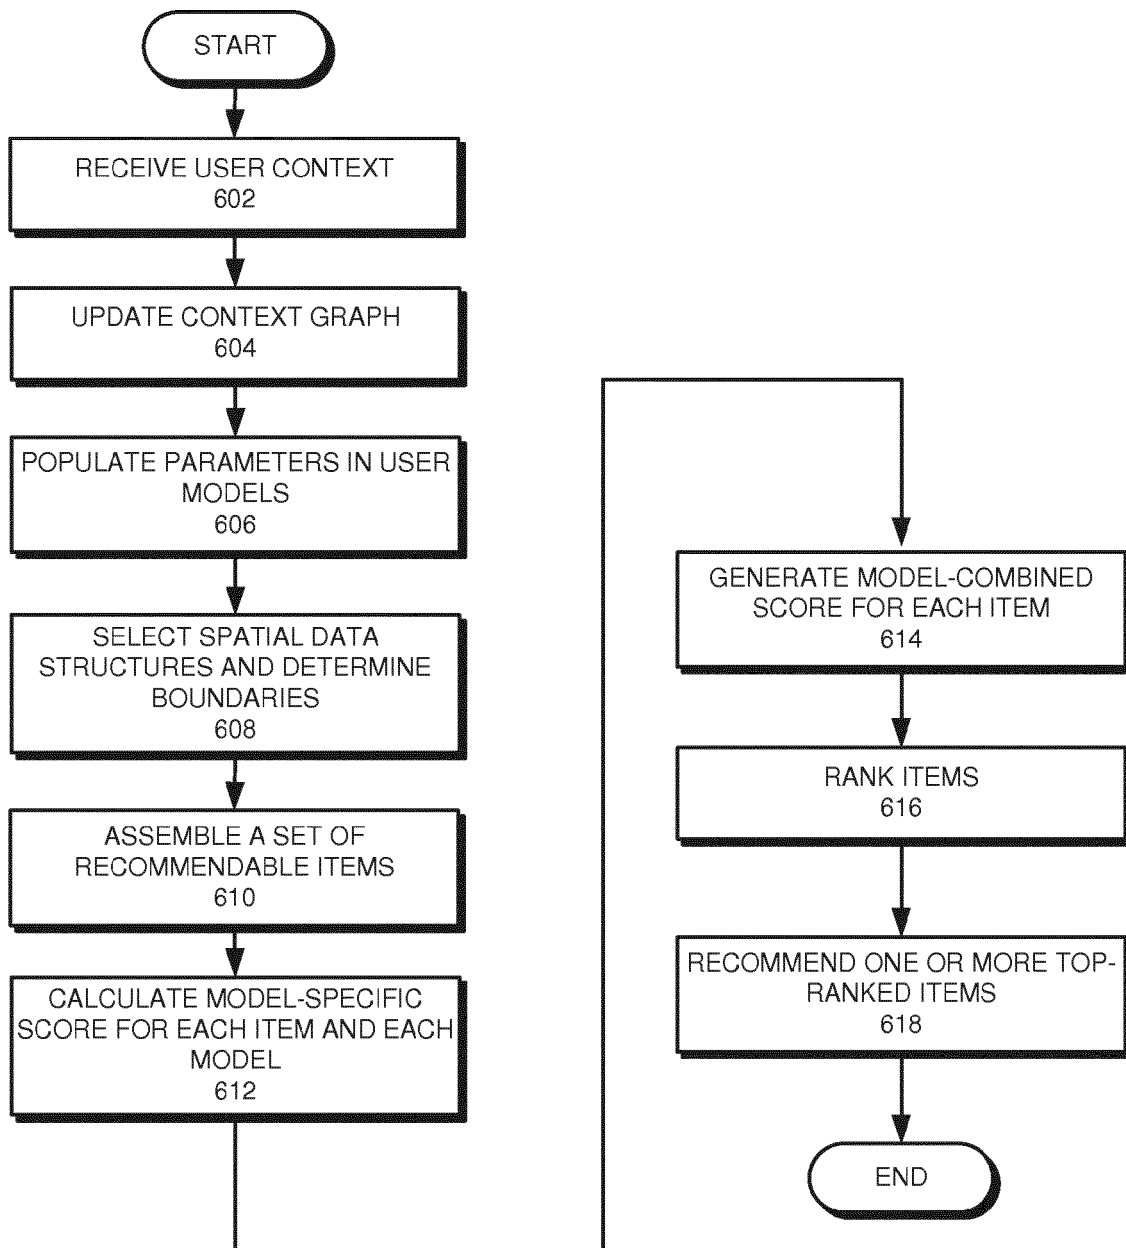 START
RECEIVE USER CONTEXT
602
UPDATE CONTEXT GRAPH
604
POPULATE PARAMETERS IN USER
MODELS
606
SELECT SPATIAL DATA
STRUCTURES AND DETERMINE
BOUNDARIES
608
ASSEMBLE A SET OF
RECOMMENDABLE ITEMS
610
CALCULATE MODEL-SPECIFIC
SCORE FOR EACH ITEM AND EACH
MODEL
612
GENERATE MODEL-COMBINED
SCORE FOR EACH ITEM
614
RANK ITEMS
616
RECOMMEND ONE OR MORE TOP-
RANKED ITEMS
618
END